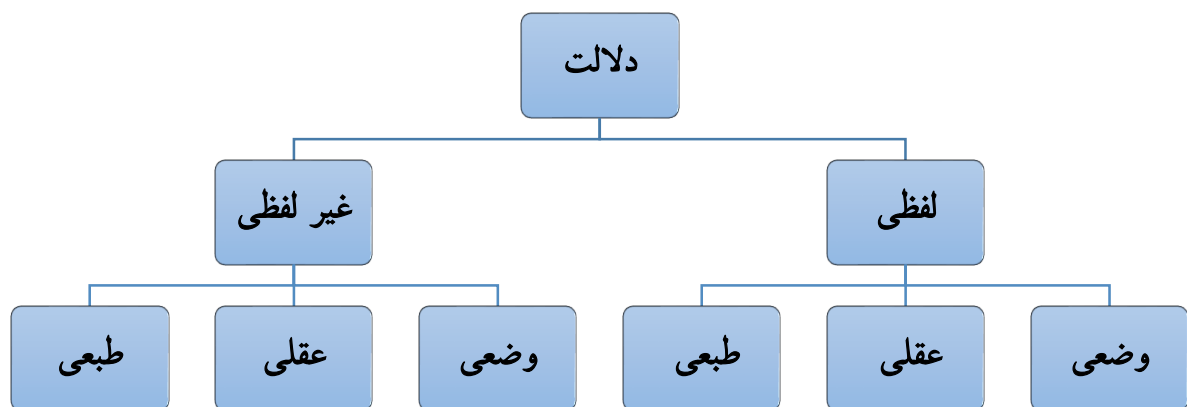 دلالت
لفظی
غیر لفظی
وضعی
عقلی
طبعی
وضعی
عقلی
طبعی